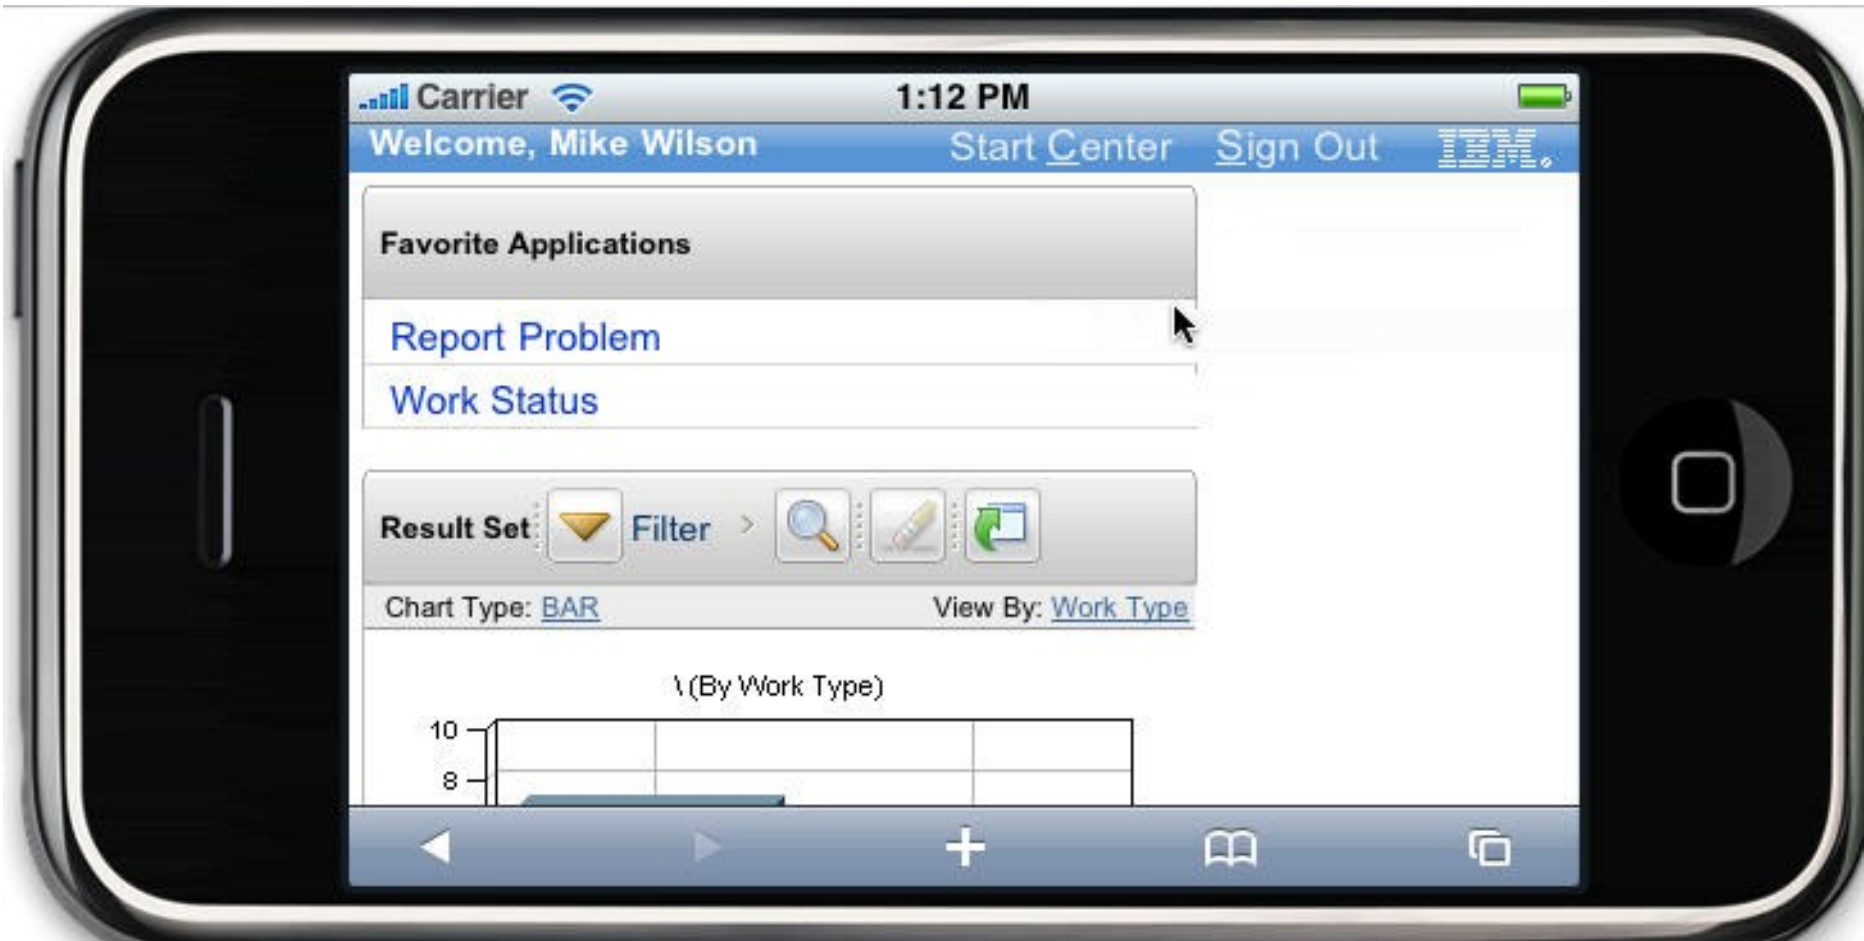 Carrier 1:12 PM
Welcome, Mike Wilson Start Center Sign Out IBM.
Favorite Applications
Report Problem
Work Status
Result Set Filter >
Chart Type: BAR View By: Work Type
\ (By Work Type)
10
8